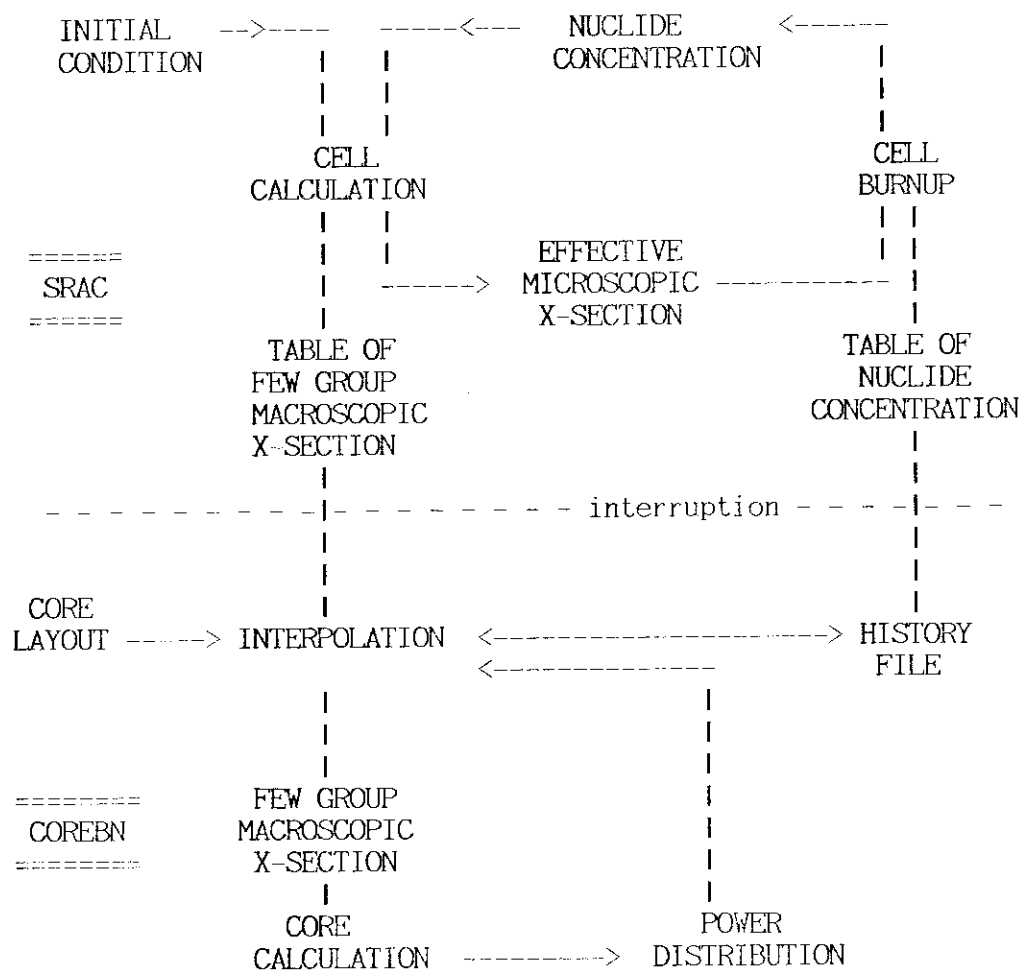 INITIAL CONDITION
NUCLIDE CONCENTRATION
CELL CALCULATION
CELL BURNUP
SRAC
EFFECTIVE MICROSCOPIC X-SECTION
TABLE OF FEW GROUP MACROSCOPIC X-SECTION
TABLE OF NUCLIDE CONCENTRATION
interruption
CORE LAYOUT
INTERPOLATION
HISTORY FILE
COREBN
FEW GROUP MACROSCOPIC X-SECTION
CORE CALCULATION
POWER DISTRIBUTION